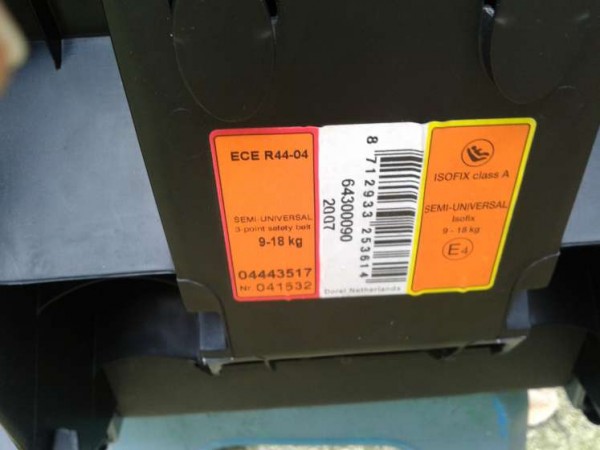 ECE R44-04
SEMI-UNIVERSAL
3-point safety belt
9-18 kg
04443517
Nr. 041532
8 712933 253614
64300090
2007
Dorel Netherlands
ISOFIX class A
SEMI-UNIVERSAL
Isofix
9 - 18 kg
E4